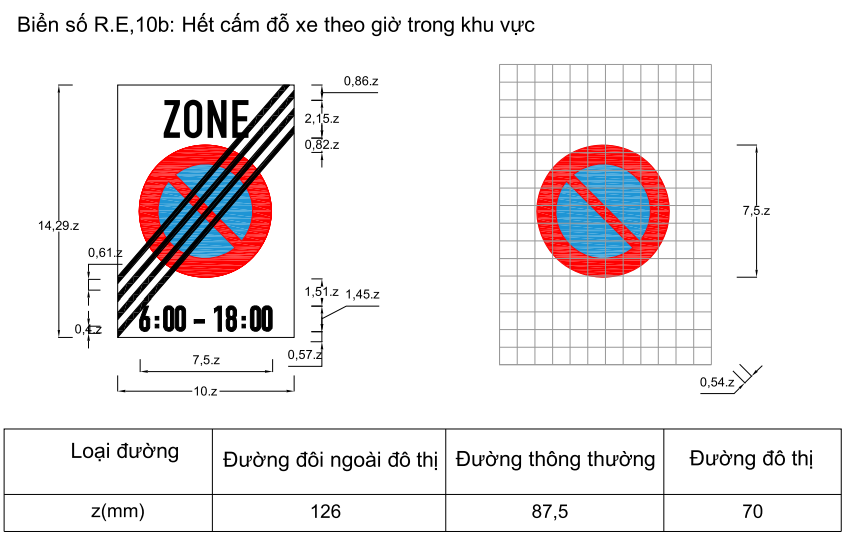 Biển số R.E,10b: Hết cấm đỗ xe theo giờ trong khu vực
ZONE
6:00 - 18:00
0,86.z
2,15.z
0,82.z
14,29.z
0,61.z
0,4.z
1,51.z
1,45.z
0,57.z
7,5.z
10.z
7,5.z
0,54.z
Loại đường Đường đôi ngoài đô thị Đường thông thường Đường đô thị
z(mm) 126 87,5 70